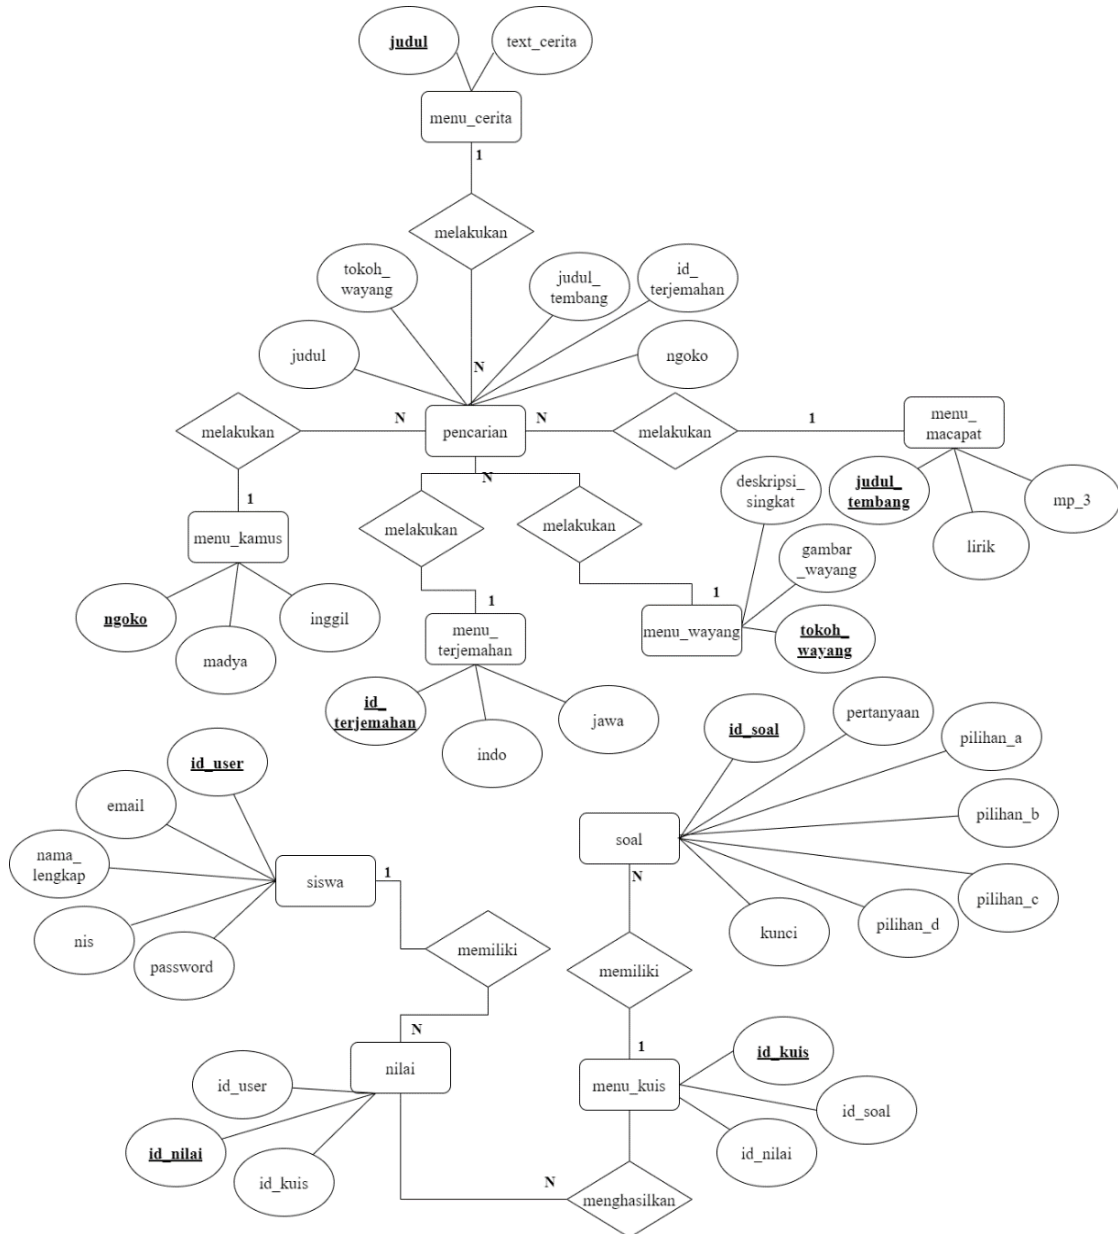 judul
text_cerita
menu_cerita
1
melakukan
tokoh_
wayang
judul_
tembang
id_
terjemahan
judul
ngoko
N
melakukan
N
pencarian
N
melakukan
1
menu_
macapat
N
judul_
tembang
lirik
mp_3
deskripsi_
singkat
gambar
_wayang
tokoh_
wayang
melakukan
melakukan
1
menu_kamus
ngoko
madya
inggil
1
menu_
terjemahan
1
menu_wayang
id_
terjemahan
indo
jawa
id_user
email
nama_
lengkap
nis
password
siswa
1
memiliki
N
nilai
id_user
id_nilai
id_kuis
id_soal
pertanyaan
pilihan_a
pilihan_b
pilihan_c
pilihan_d
kunci
soal
N
memiliki
1
menu_kuis
id_kuis
id_soal
id_nilai
N
menghasilkan